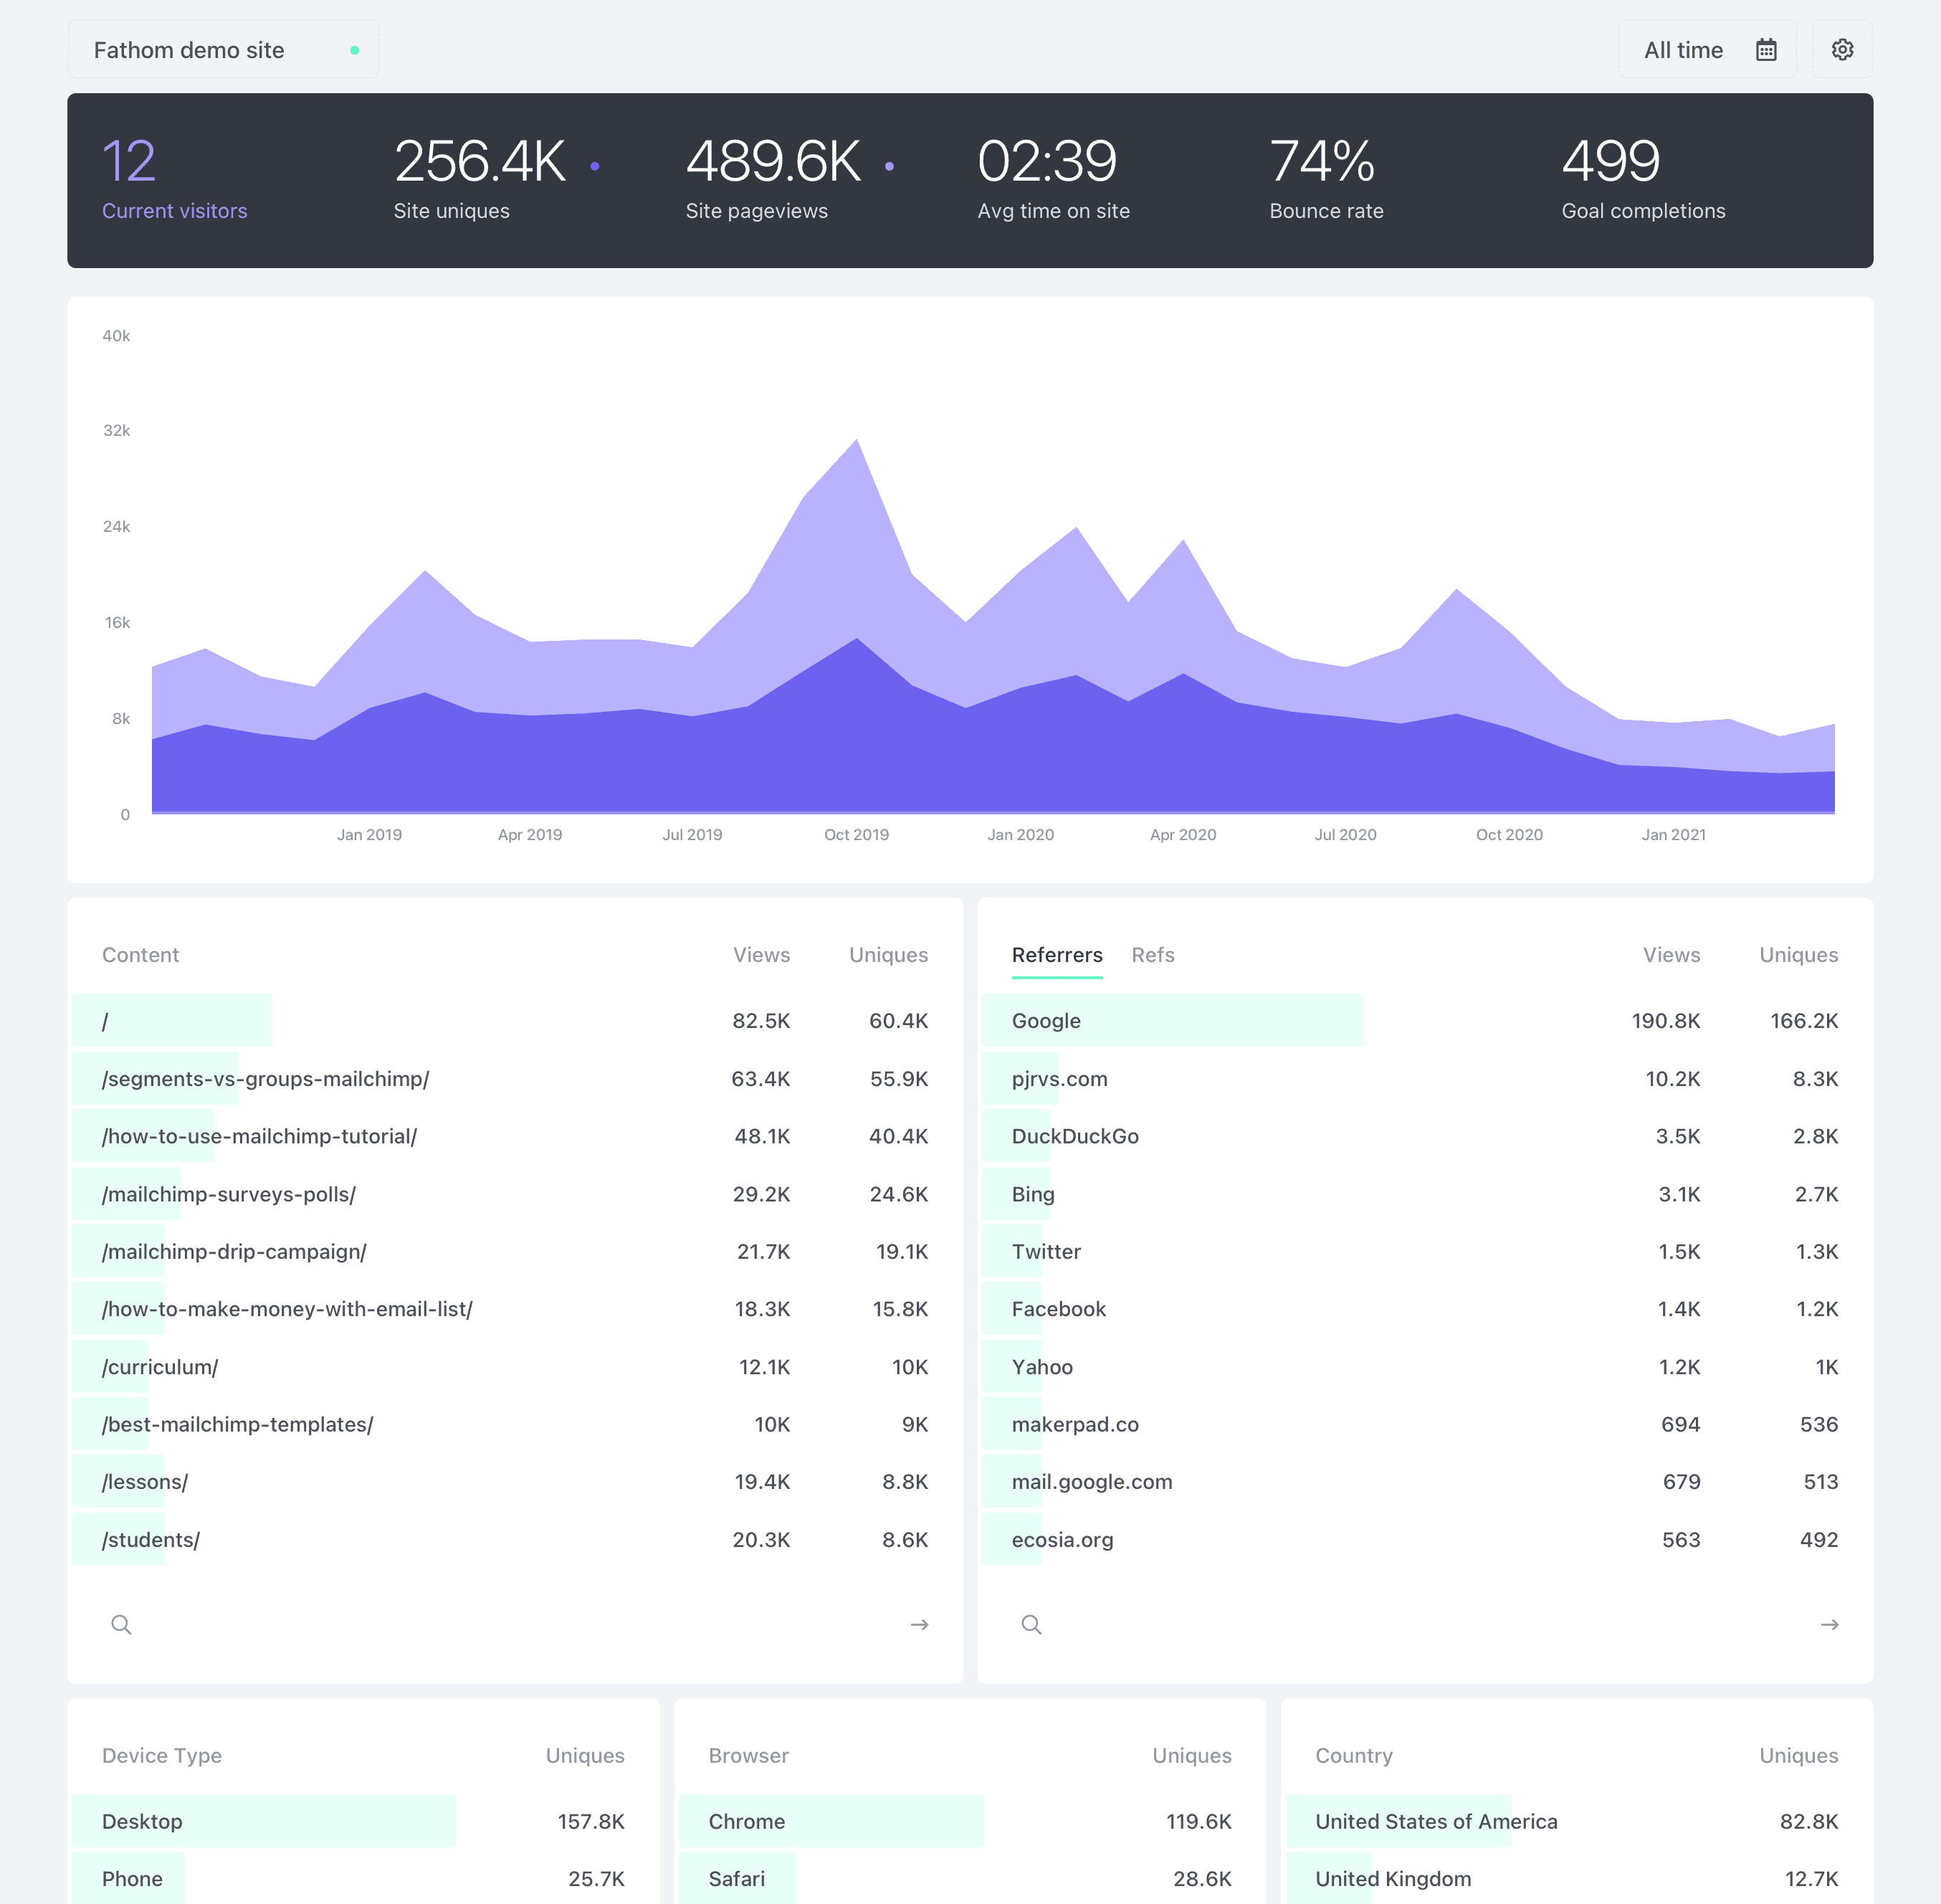 Fathom demo site
All time
12 256.4K 489.6K 02:39 74% 499
Current visitors Site uniques Site pageviews Avg time on site Bounce rate Goal completions
40k
32k
24k
16k
8k
0
Jan 2019 Apr 2019 Jul 2019 Oct 2019 Jan 2020 Apr 2020 Jul 2020 Oct 2020 Jan 2021
Content Views Uniques
/ 82.5K 60.4K
/segments-vs-groups-mailchimp/ 63.4K 55.9K
/how-to-use-mailchimp-tutorial/ 48.1K 40.4K
/mailchimp-surveys-polls/ 29.2K 24.6K
/mailchimp-drip-campaign/ 21.7K 19.1K
/how-to-make-money-with-email-list/ 18.3K 15.8K
/curriculum/ 12.1K 10K
/best-mailchimp-templates/ 10K 9K
/lessons/ 19.4K 8.8K
/students/ 20.3K 8.6K
Referrers Refs Views Uniques
Google 190.8K 166.2K
pjrvs.com 10.2K 8.3K
DuckDuckGo 3.5K 2.8K
Bing 3.1K 2.7K
Twitter 1.5K 1.3K
Facebook 1.4K 1.2K
Yahoo 1.2K 1K
makerpad.co 694 536
mail.google.com 679 513
ecosia.org 563 492
Device Type Uniques
Desktop 157.8K
Phone 25.7K
Browser Uniques
Chrome 119.6K
Safari 28.6K
Country Uniques
United States of America 82.8K
United Kingdom 12.7K